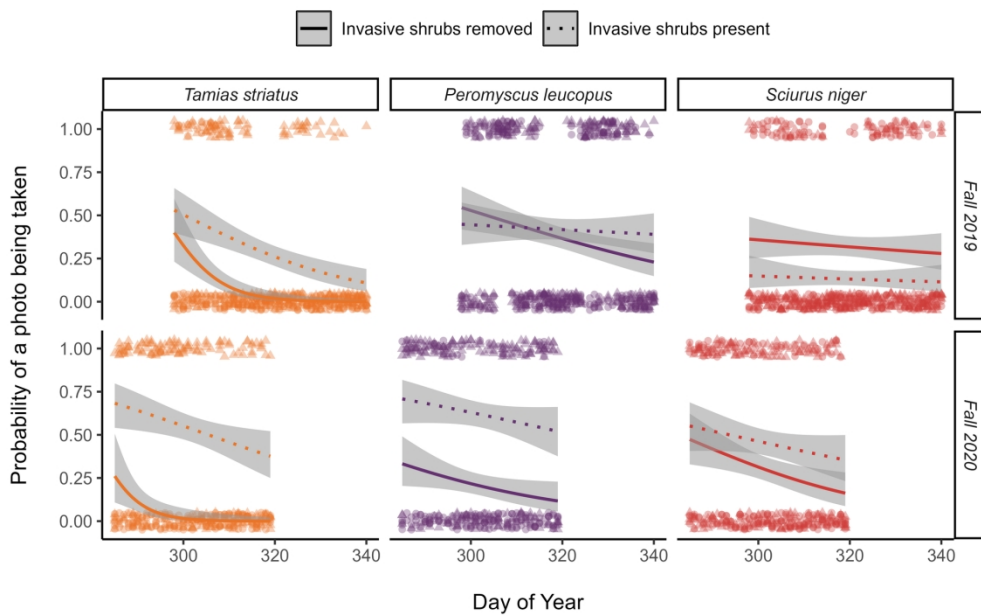 Invasive shrubs removed Invasive shrubs present
Tamias striatus Peromyscus leucopus Sciurus niger
Probability of a photo being taken
1.00
0.75
0.50
0.25
0.00
Fall 2019
1.00
0.75
0.50
0.25
0.00
Fall 2020
300 320 340 300 320 340 300 320 340
Day of Year